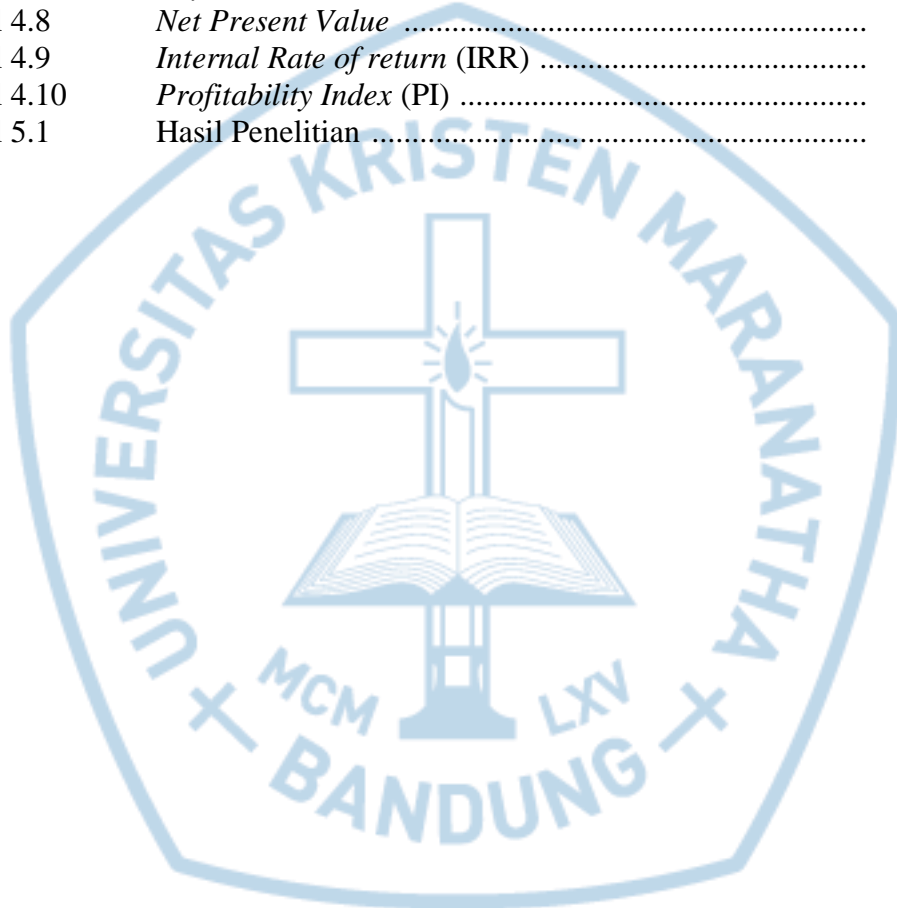 4.8 Net Present Value ............................................................
4.9 Internal Rate of return (IRR) ..........................................
4.10 Profitability Index (PI) ....................................................
5.1 Hasil Penelitian ................................................................
UNIVERSITAS KRISTEN MARANATHA
MCM LXV
BANDUNG